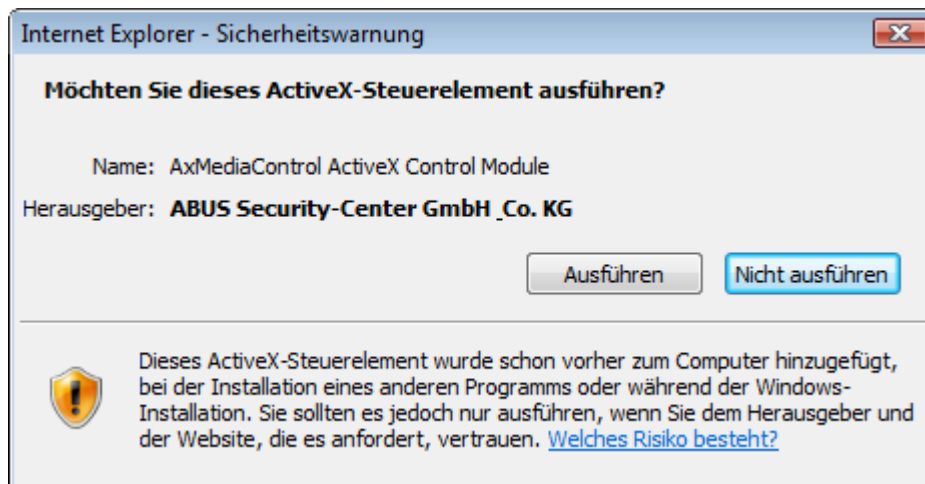 Internet Explorer - Sicherheitswarnung
Möchten Sie dieses ActiveX-Steuerelement ausführen?
Name: AxMediaControl ActiveX Control Module
Herausgeber: ABUS Security-Center GmbH _Co. KG
Ausführen Nicht ausführen
Dieses ActiveX-Steuerelement wurde schon vorher zum Computer hinzugefügt,
bei der Installation eines anderen Programms oder während der Windows-
Installation. Sie sollten es jedoch nur ausführen, wenn Sie dem Herausgeber und
der Website, die es anfordert, vertrauen. Welches Risiko besteht?